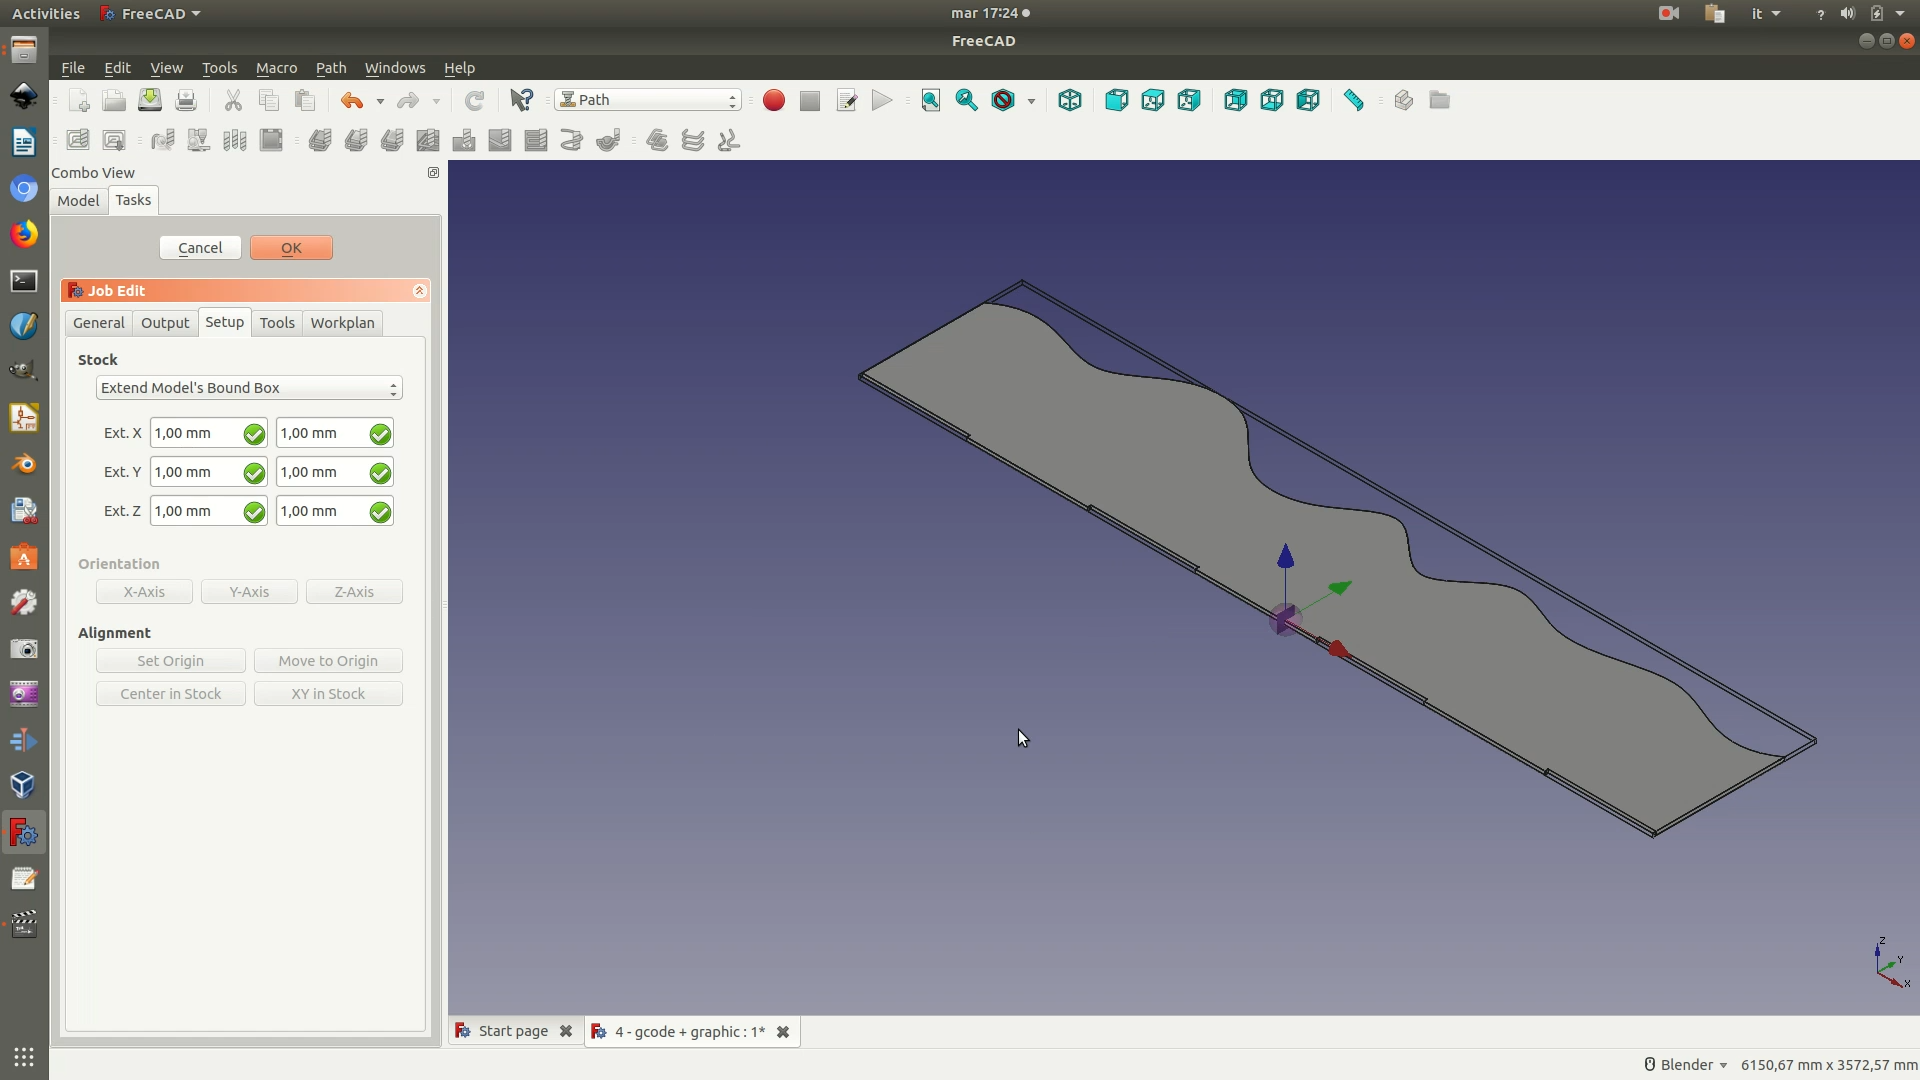 Activities FreeCAD mar 17:24 it ?
FreeCAD
File Edit View Tools Macro Path Windows Help
Path
Combo View
Model Tasks
Cancel OK
Job Edit
General Output Setup Tools Workplan
Stock
Extend Model's Bound Box
Ext. X 1,00 mm 1,00 mm
Ext. Y 1,00 mm 1,00 mm
Ext. Z 1,00 mm 1,00 mm
Orientation
X-Axis Y-Axis Z-Axis
Alignment
Set Origin Move to Origin
Center in Stock XY in Stock
Z
Y
X
Start page 4 - gcode + graphic : 1*
Blender 6150,67 mm x 3572,57 mm